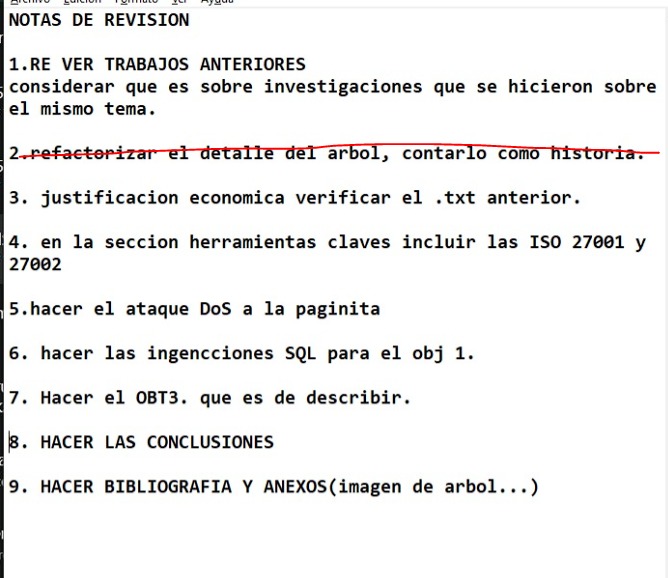 Archivo Edición Formato Ver Ayuda
NOTAS DE REVISION
1.RE VER TRABAJOS ANTERIORES
considerar que es sobre investigaciones que se hicieron sobre
el mismo tema.
2.refactorizar el detalle del arbol, contarlo como historia.
3. justificacion economica verificar el .txt anterior.
4. en la seccion herramientas claves incluir las ISO 27001 y
27002
5.hacer el ataque DoS a la paginita
6. hacer las ingencciones SQL para el obj 1.
7. Hacer el OBT3. que es de describir.
8. HACER LAS CONCLUSIONES
9. HACER BIBLIOGRAFIA Y ANEXOS(imagen de arbol...)